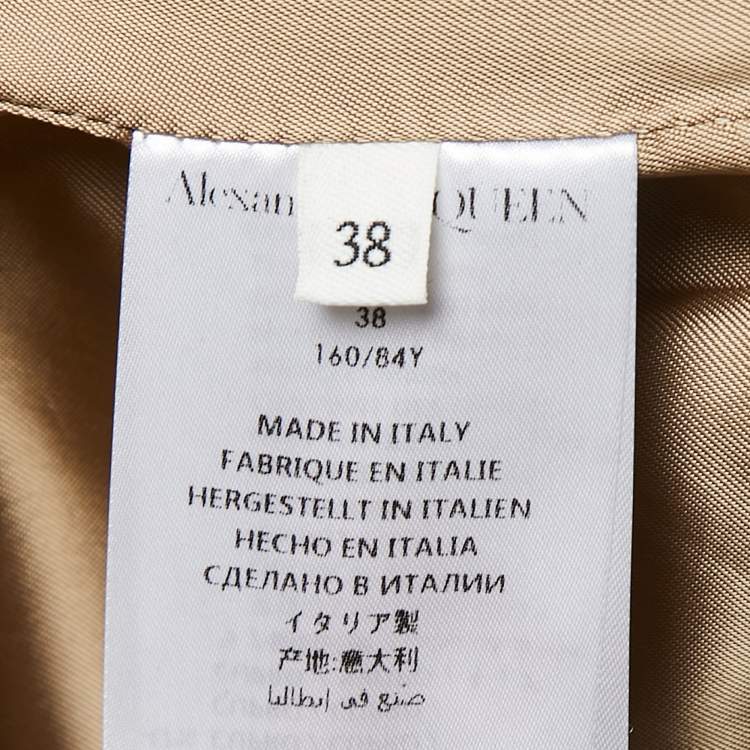 Alexan QUEEN
38
38
160/84Y
MADE IN ITALY
FABRIQUE EN ITALIE
HERGESTELLT IN ITALIEN
HECHO EN ITALIA
СДЕЛАНО В ИТАЛИИ
イタリア製
产地:意大利
صنع في إيطاليا